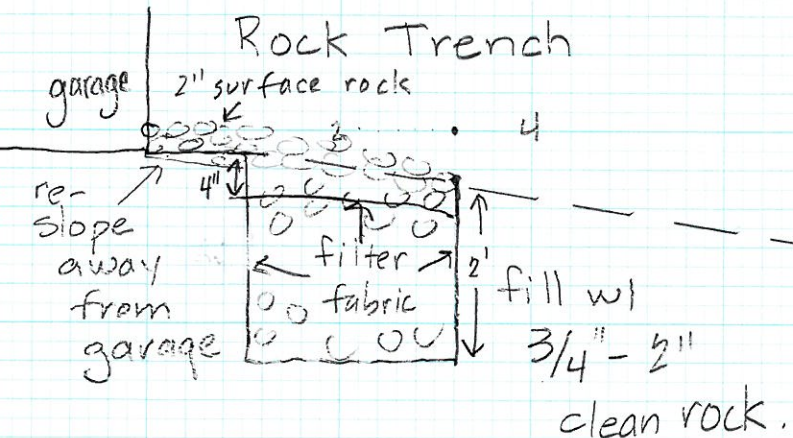 Rock Trench
garage
2" surface rock
3
4
4"
re-
slope
away
from
garage
filter
fabric
2'
fill w/
3/4" - 2"
clean rock.